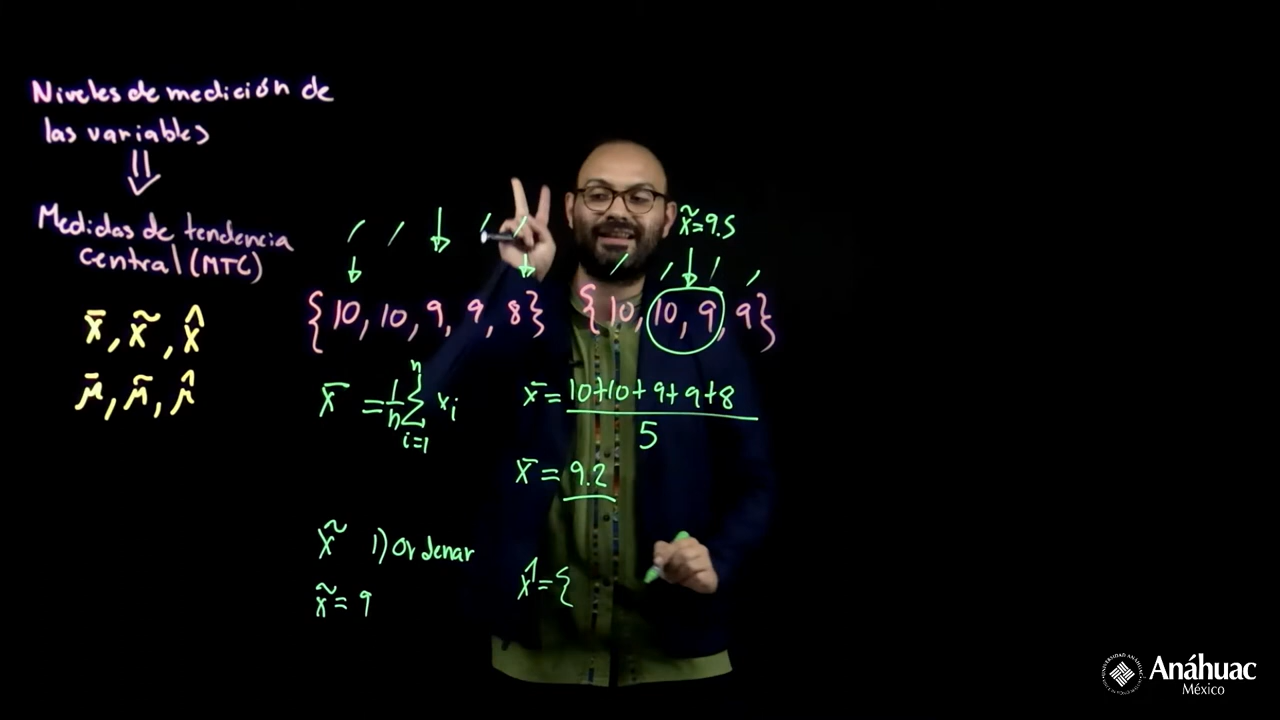 Niveles de medición de
las variables
⇓
Medidas de tendencia
central (MTC)
x̄, x̃, x̂
μ̄, μ̃, μ̂
{10, 10, 9, 9, 8}
x̃=9.5
{10, 10, 9, 9}
x̄ = 1/n Σ xᵢ
n
i=1
x̄ = 10+10+9+9+8
5
x̄ = 9.2
x̃ 1) Ordenar
x̃ = 9
x̂ = {
UNIVERSIDAD ANÁHUAC
Anáhuac
México